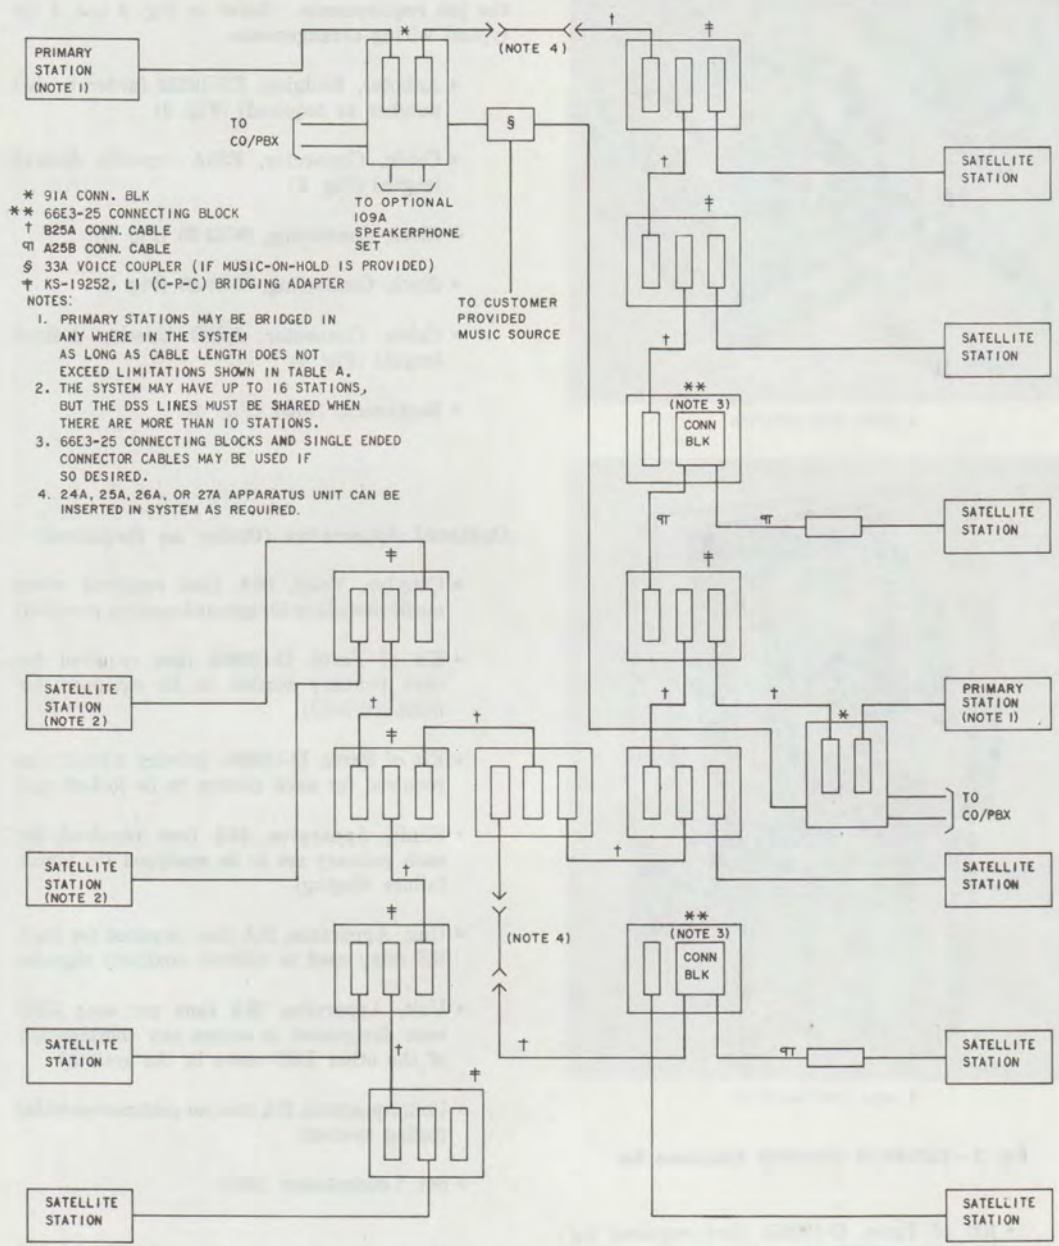 *
†
‡
PRIMARY
STATION
(NOTE 1)
(NOTE 4)
TO
CO/PBX
§
TO OPTIONAL
109A
SPEAKERPHONE
SET
TO CUSTOMER
PROVIDED
MUSIC SOURCE
* 91A CONN. BLK
** 66E3-25 CONNECTING BLOCK
† B25A CONN. CABLE
¶ A25B CONN. CABLE
§ 33A VOICE COUPLER (IF MUSIC-ON-HOLD IS PROVIDED)
‡ KS-19252, L1 (C-P-C) BRIDGING ADAPTER
NOTES:
1. PRIMARY STATIONS MAY BE BRIDGED IN
ANY WHERE IN THE SYSTEM
AS LONG AS CABLE LENGTH DOES NOT
EXCEED LIMITATIONS SHOWN IN TABLE A.
2. THE SYSTEM MAY HAVE UP TO 16 STATIONS,
BUT THE DSS LINES MUST BE SHARED WHEN
THERE ARE MORE THAN 10 STATIONS.
3. 66E3-25 CONNECTING BLOCKS AND SINGLE ENDED
CONNECTOR CABLES MAY BE USED IF
SO DESIRED.
4. 24A, 25A, 26A, OR 27A APPARATUS UNIT CAN BE
INSERTED IN SYSTEM AS REQUIRED.
†
SATELLITE
STATION
‡
†
SATELLITE
STATION
**
(NOTE 3)
CONN
BLK
¶
¶
SATELLITE
STATION
‡
‡
SATELLITE
STATION
(NOTE 2)
†
†
†
†
PRIMARY
STATION
(NOTE 1)
‡
*
TO
CO/PBX
†
SATELLITE
STATION
(NOTE 2)
†
SATELLITE
STATION
‡
(NOTE 4)
**
(NOTE 3)
CONN
BLK
SATELLITE
STATION
†
†
¶
SATELLITE
STATION
‡
SATELLITE
STATION
SATELLITE
STATION